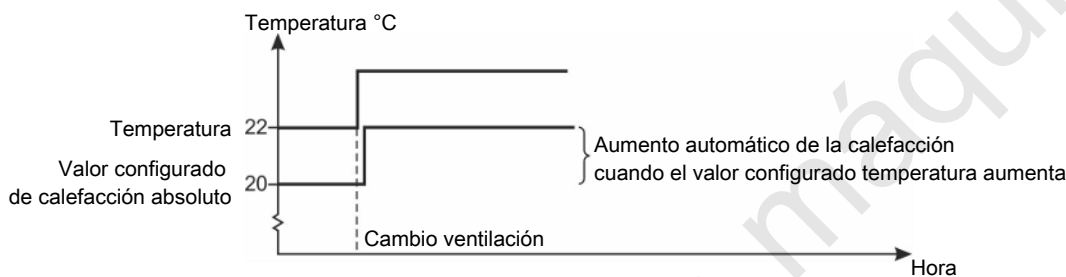 Temperatura °C
Temperatura 22
Valor configurado
de calefacción absoluto 20
Aumento automático de la calefacción
cuando el valor configurado temperatura aumenta
Cambio ventilación
Hora
máqu